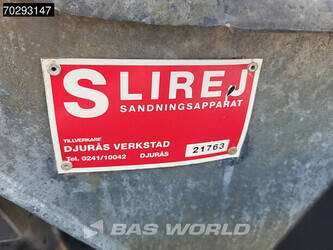 70293147
SLIREJ
SANDNINGSAPPARAT
TILLVERKARE
DJURÅS VERKSTAD
Tel. 0241/10042 DJURÅS
21763
BAS WORLD